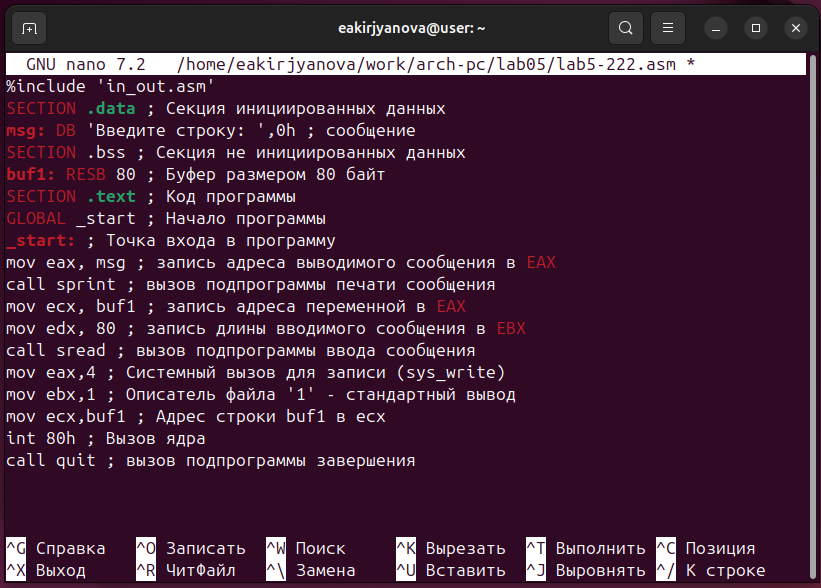 eakirjyanova@user: ~
GNU nano 7.2 /home/eakirjyanova/work/arch-pc/lab05/lab5-222.asm *
%include 'in_out.asm'
SECTION .data ; Секция инициированных данных
msg: DB 'Введите строку: ',0h ; сообщение
SECTION .bss ; Секция не инициированных данных
buf1: RESB 80 ; Буфер размером 80 байт
SECTION .text ; Код программы
GLOBAL _start ; Начало программы
_start: ; Точка входа в программу
mov eax, msg ; запись адреса выводимого сообщения в EAX
call sprint ; вызов подпрограммы печати сообщения
mov ecx, buf1 ; запись адреса переменной в EAX
mov edx, 80 ; запись длины вводимого сообщения в EBX
call sread ; вызов подпрограммы ввода сообщения
mov eax,4 ; Системный вызов для записи (sys_write)
mov ebx,1 ; Описатель файла '1' - стандартный вывод
mov ecx,buf1 ; Адрес строки buf1 в ecx
int 80h ; Вызов ядра
call quit ; вызов подпрограммы завершения
^G Справка ^O Записать ^W Поиск ^K Вырезать ^T Выполнить ^C Позиция
^X Выход ^R ЧитФайл ^\ Замена ^U Вставить ^J Выровнять ^/ К строке